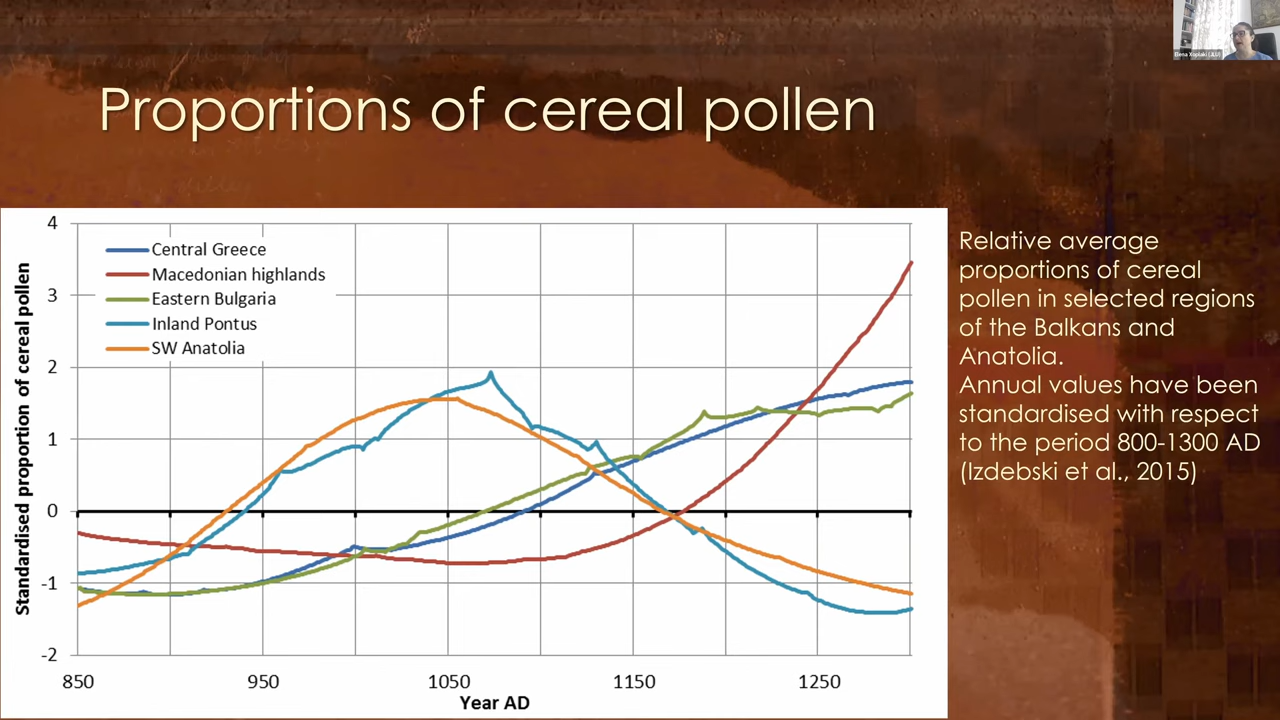 Elena Xoplaki (JLU)
Proportions of cereal pollen
4
3
2
1
0
-1
-2
Standardised proportion of cereal pollen
Central Greece
Macedonian highlands
Eastern Bulgaria
Inland Pontus
SW Anatolia
850 950 1050 1150 1250
Year AD
Relative average
proportions of cereal
pollen in selected regions
of the Balkans and
Anatolia.
Annual values have been
standardised with respect
to the period 800-1300 AD
(Izdebski et al., 2015)